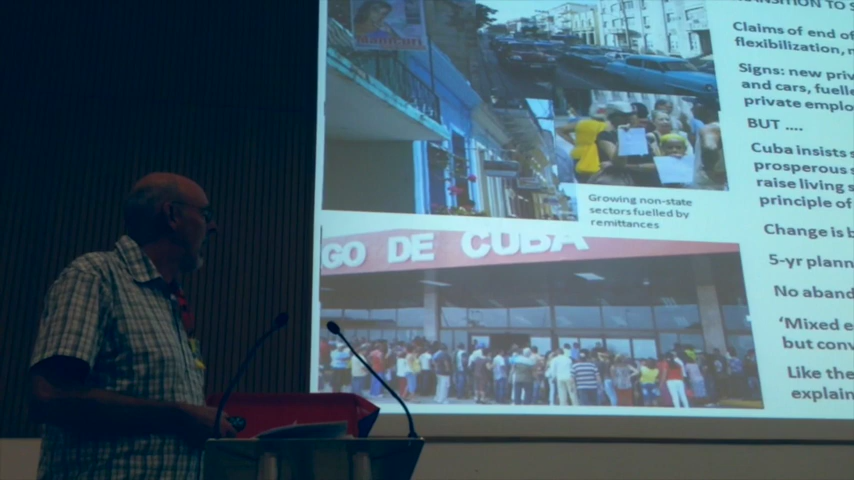 TRANSITION TO S
Claims of end of
flexibilization,
Signs: new priv
and cars, fuelle
private emplo
BUT ....
Cuba insists s
prosperous s
raise living s
principle of
Change is b
5-yr plann
No aband
'Mixed e
but conv
Like the
explain
Growing non-state
sectors fuelled by
remittances
GO DE CUBA